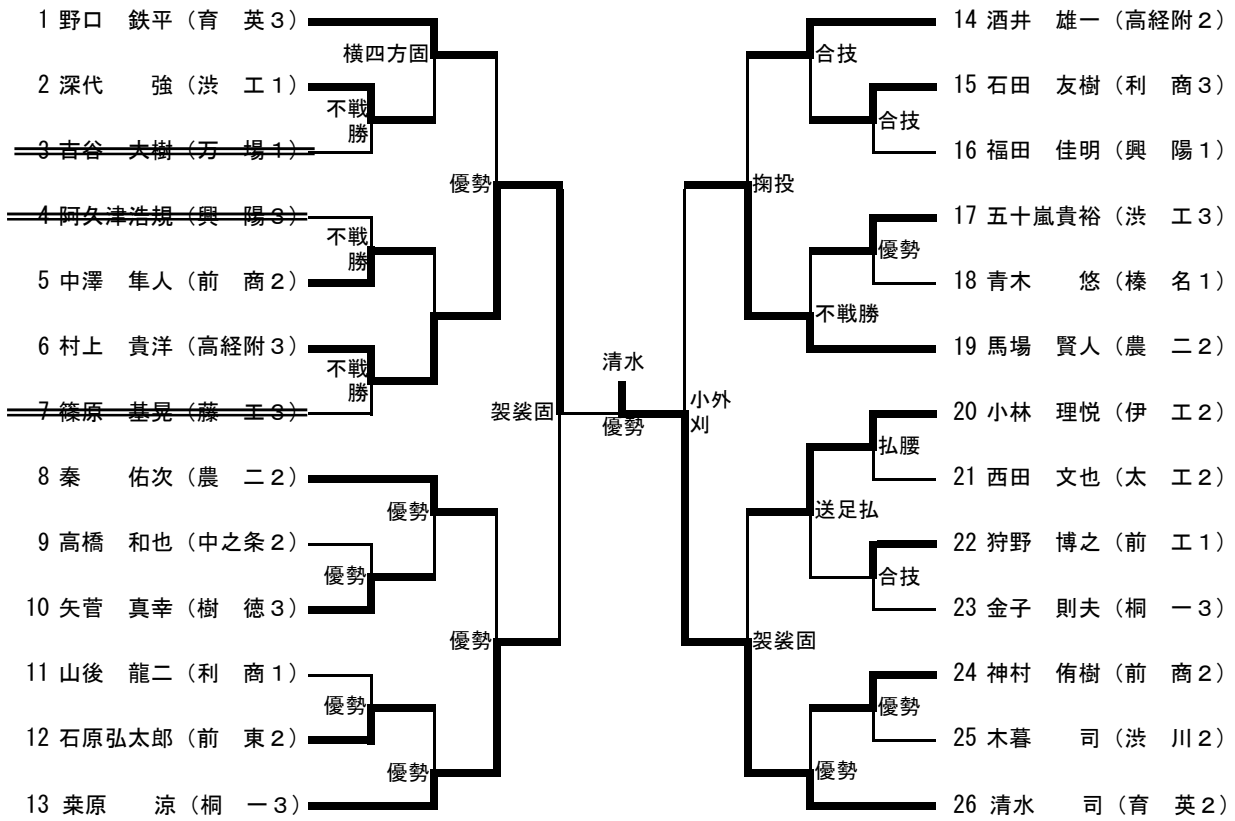 1 野口 鉄平（育 英３）
横四方固
2 深代 強（渋 工１）
不戦
勝
3 古谷 大樹（万 場１）
優勢
4 阿久津浩規（興 陽３）
不戦
勝
5 中澤 隼人（前 商２）
6 村上 貴洋（高経附３）
不戦
勝
7 篠原 基晃（藤 工３）
袈裟固
8 秦 佑次（農 二２）
優勢
9 高橋 和也（中之条２）
優勢
10 矢菅 真幸（樹 徳３）
優勢
11 山後 龍二（利 商１）
優勢
12 石原弘太郎（前 東２）
優勢
13 桒原 涼（桐 一３）
清水
優勢
14 酒井 雄一（高経附２）
合技
15 石田 友樹（利 商３）
合技
16 福田 佳明（興 陽１）
掬投
17 五十嵐貴裕（渋 工３）
優勢
18 青木 悠（榛 名１）
不戦勝
19 馬場 賢人（農 二２）
小外
刈
20 小林 理悦（伊 工２）
払腰
21 西田 文也（太 工２）
送足払
22 狩野 博之（前 工１）
合技
23 金子 則夫（桐 一３）
袈裟固
24 神村 侑樹（前 商２）
優勢
25 木暮 司（渋 川２）
優勢
26 清水 司（育 英２）